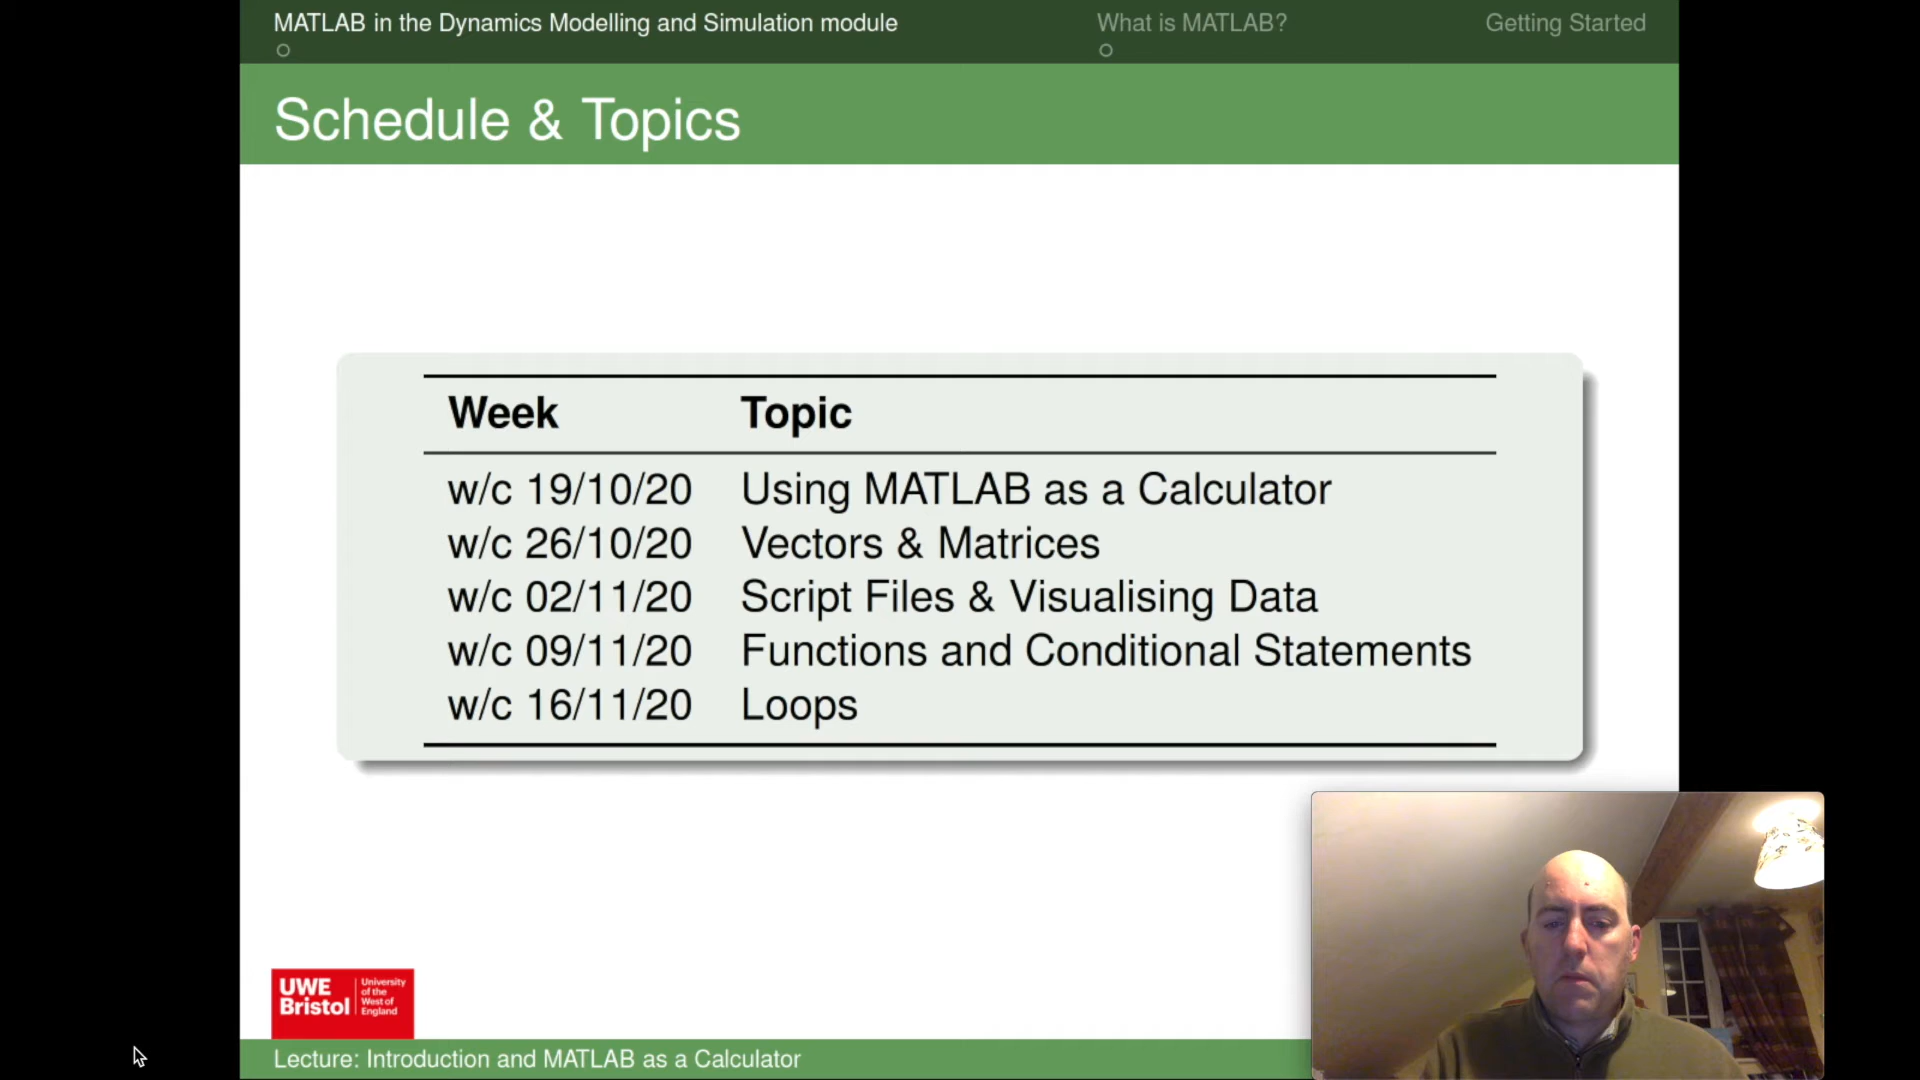 MATLAB in the Dynamics Modelling and Simulation module
What is MATLAB?
Getting Started
Schedule & Topics
Week Topic
w/c 19/10/20 Using MATLAB as a Calculator
w/c 26/10/20 Vectors & Matrices
w/c 02/11/20 Script Files & Visualising Data
w/c 09/11/20 Functions and Conditional Statements
w/c 16/11/20 Loops
UWE
Bristol
University
of the
West of
England
Lecture: Introduction and MATLAB as a Calculator